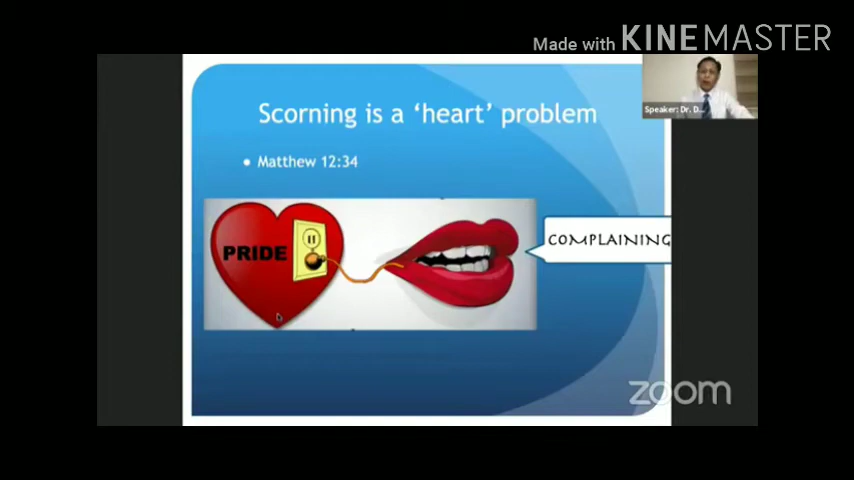 Made with KINEMASTER
Scorning is a ‘heart’ problem
Speaker: Dr. D...
• Matthew 12:34
PRIDE
COMPLAINING
zoom